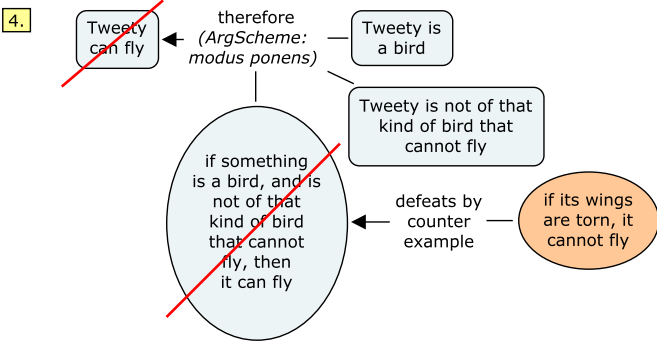 4.
Tweety
can fly
therefore
(ArgScheme:
modus ponens)
Tweety is
a bird
Tweety is not of that
kind of bird that
cannot fly
if something
is a bird, and is
not of that
kind of bird
that cannot
fly, then
it can fly
defeats by
counter
example
if its wings
are torn, it
cannot fly